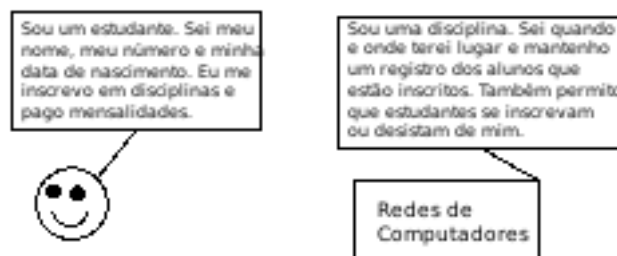 Sou um estudante. Sei meu
nome, meu número e minha
data de nascimento. Eu me
inscrevo em disciplinas e
pago mensalidades.
Sou uma disciplina. Sei quando
e onde terei lugar e mantenho
um registro dos alunos que
estão inscritos. Também permito
que estudantes se inscrevam
ou desistam de mim.
Redes de
Computadores